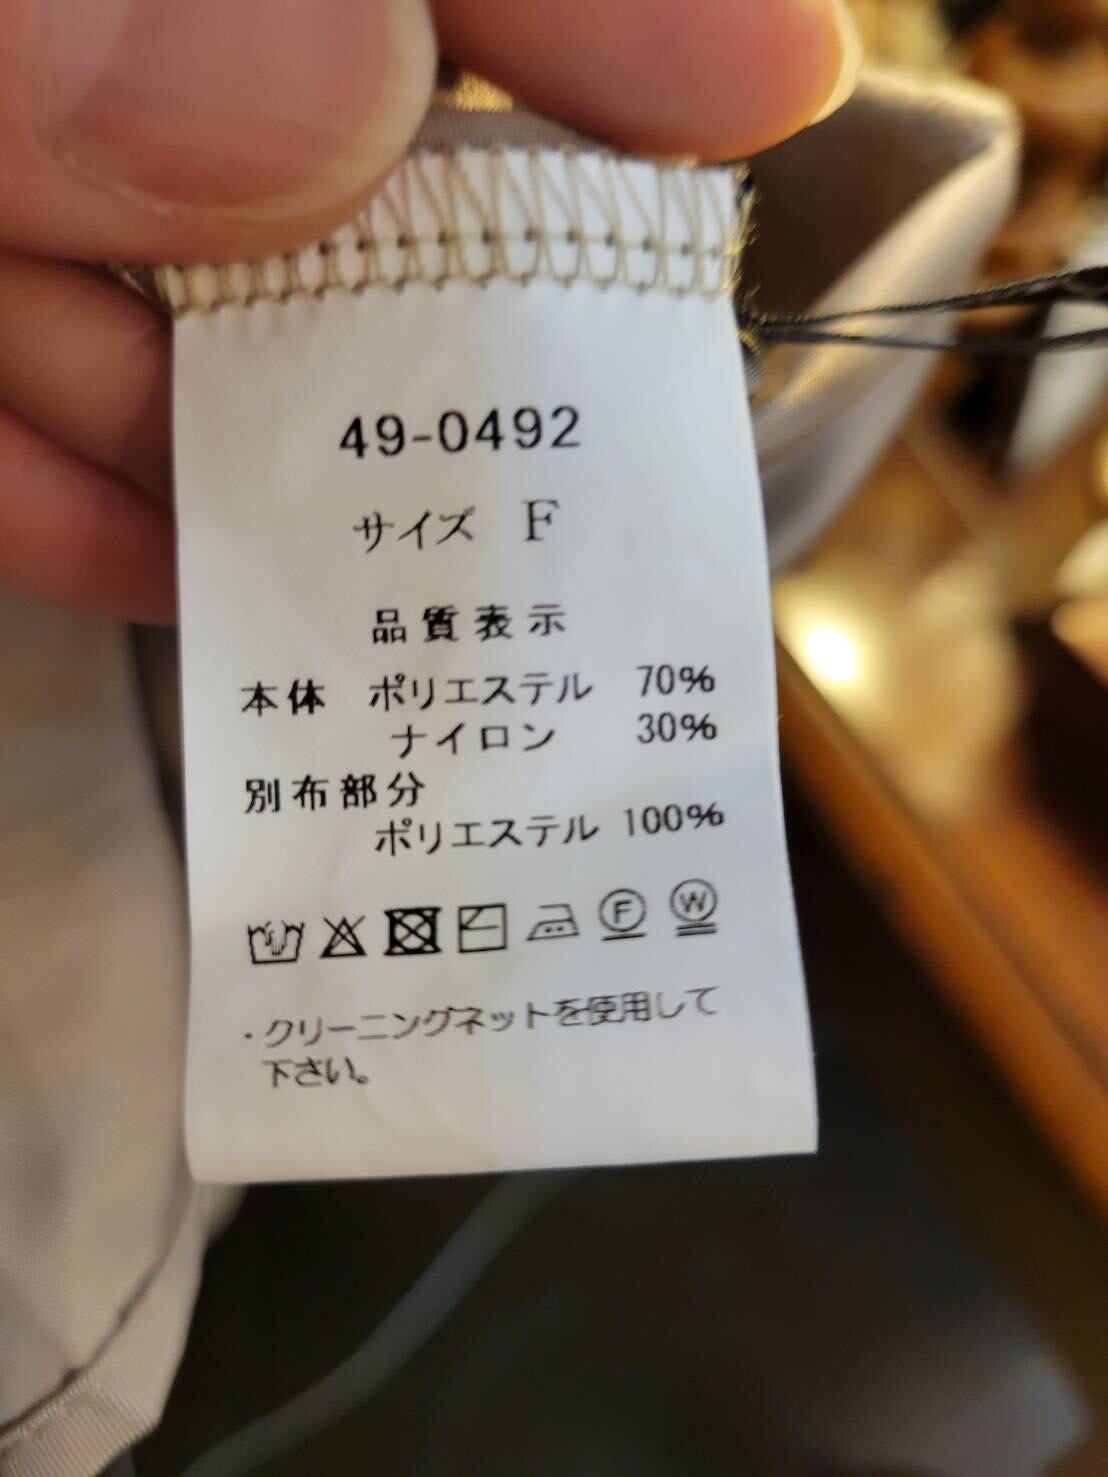 49-0492
サイズ F
品質表示
本体 ポリエステル 70%
ナイロン 30%
別布部分
ポリエステル 100%
F W
・クリーニングネットを使用して
下さい。